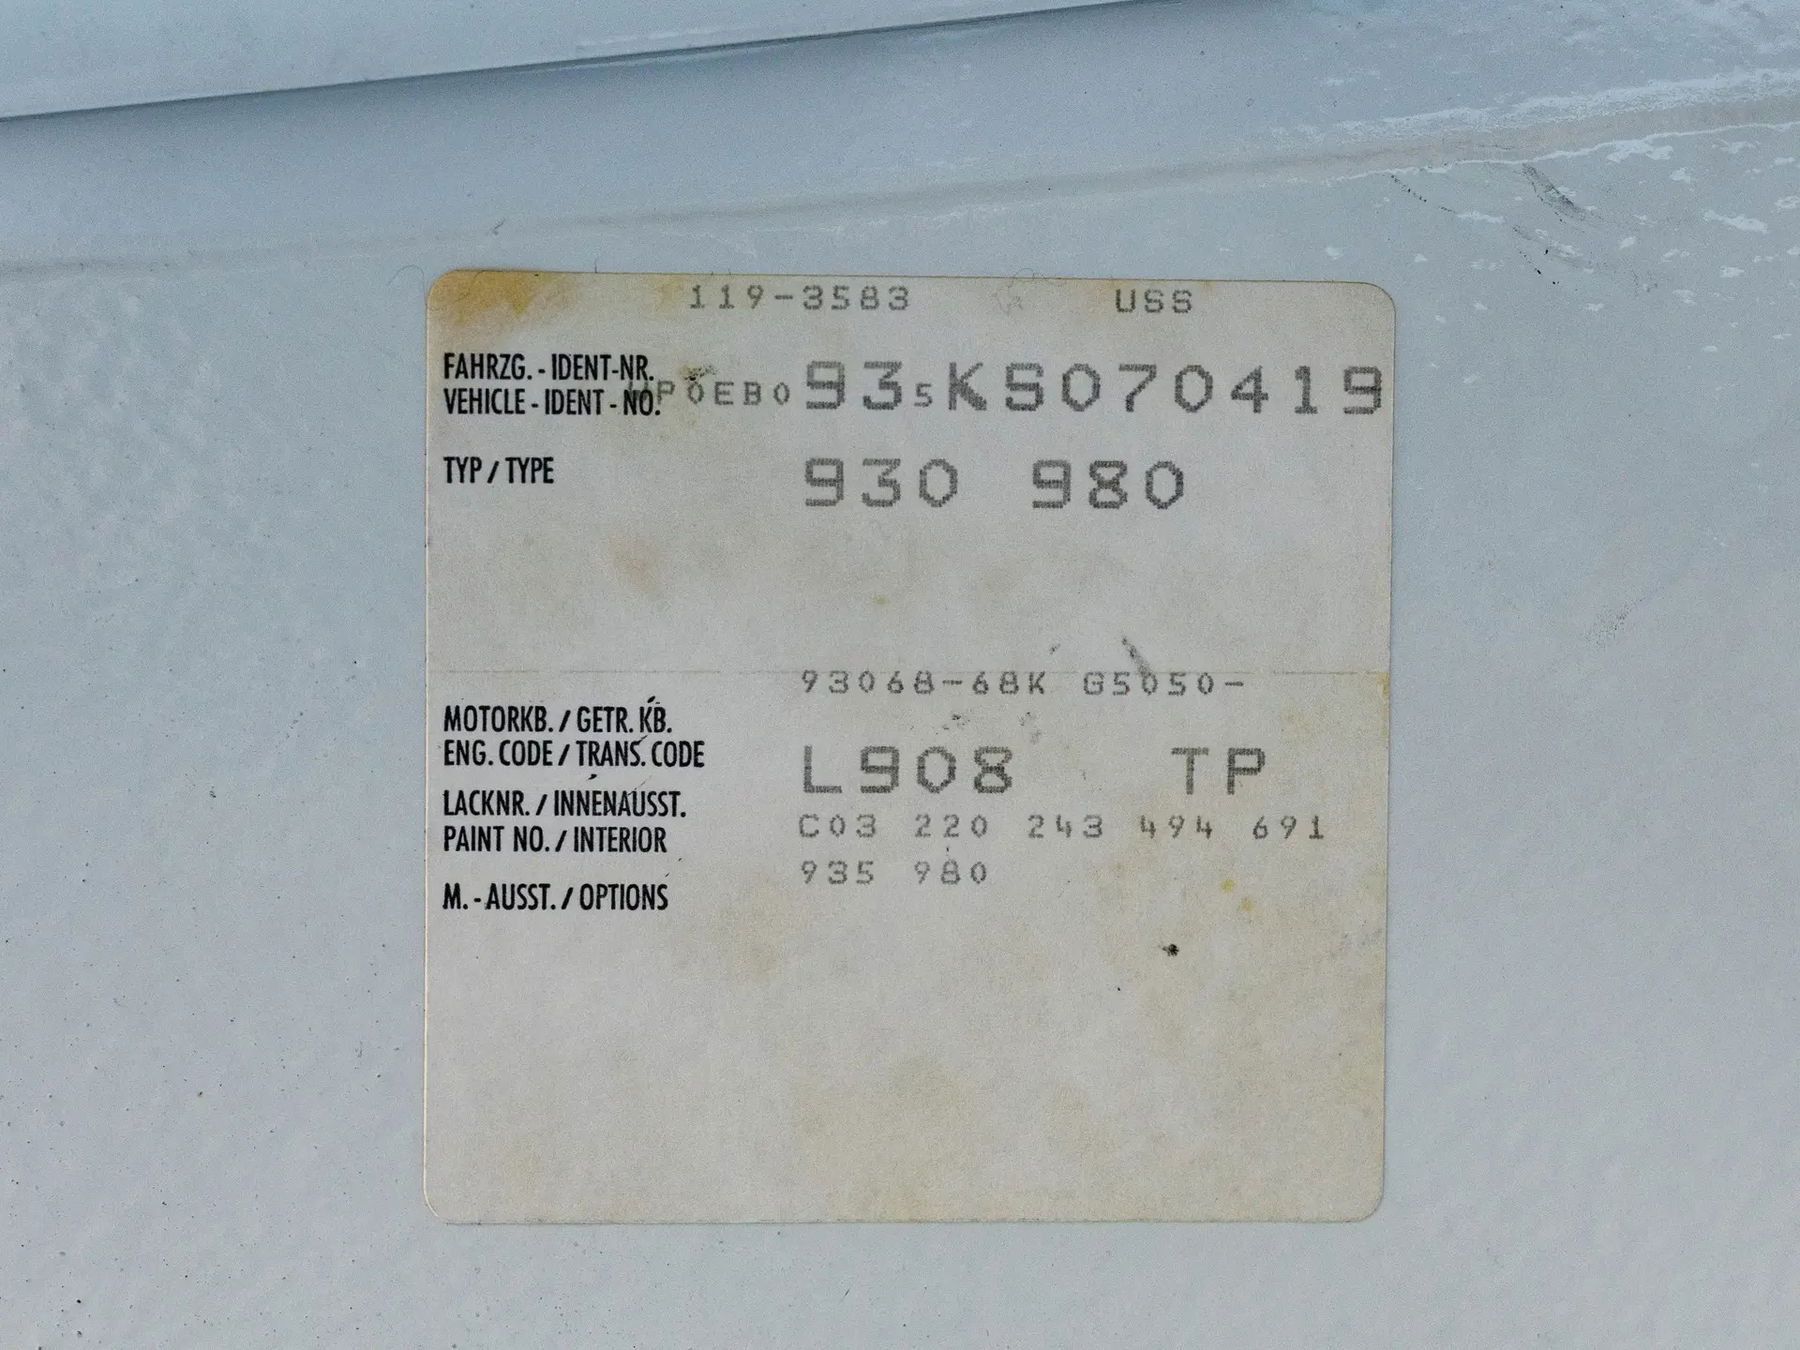 119-3583 USS
FAHRZG. - IDENT-NR.
VEHICLE - IDENT - NO. WP0EB0935KS070419
TYP / TYPE 930 980
93068-68K G5050-
MOTORKB. / GETR. KB.
ENG. CODE / TRANS. CODE
L908 TP
LACKNR. / INNENAUSST.
PAINT NO. / INTERIOR
C03 220 243 494 691
935 980
M. - AUSST. / OPTIONS